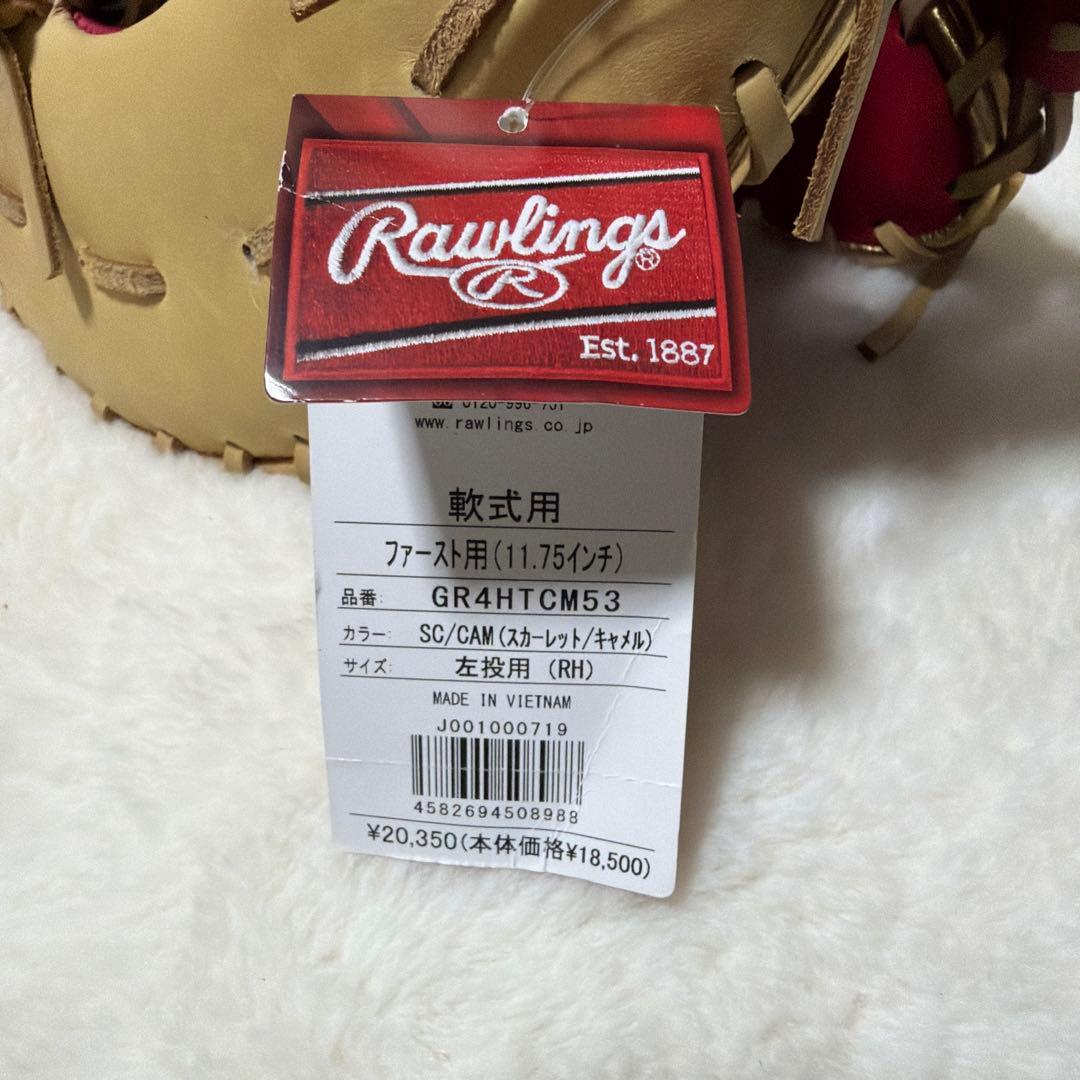 Rawlings®
R
Est. 1887
www.rawlings.co.jp
軟式用
ファースト用(11.75インチ)
品番: GR4HTCM53
カラー: SC/CAM(スカーレット/キャメル)
サイズ: 左投用 (RH)
MADE IN VIETNAM
J001000719
4582694508988
¥20,350(本体価格¥18,500)